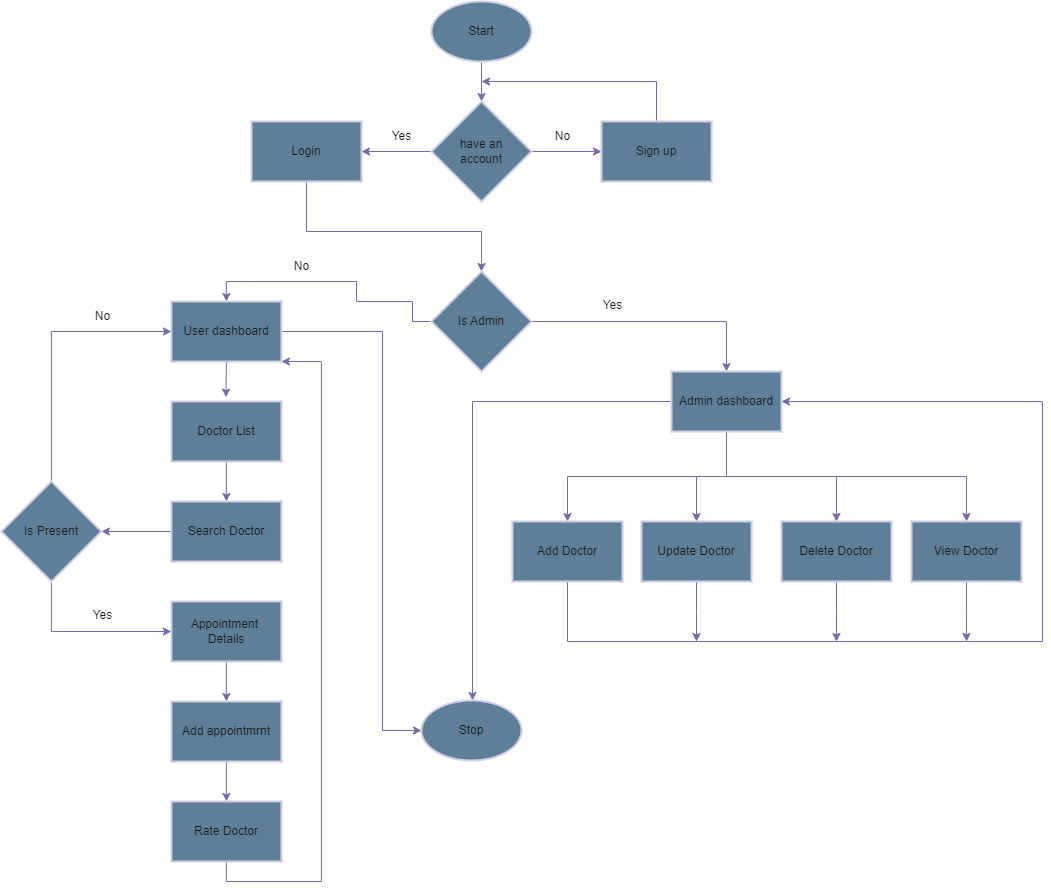 Start
have an
account
Yes
No
Login
Sign up
No
Is Admin
Yes
User dashboard
No
Admin dashboard
Doctor List
Search Doctor
Is Present
Add Doctor
Update Doctor
Delete Doctor
View Doctor
Yes
Appointment
Details
Add appointmrnt
Stop
Rate Doctor